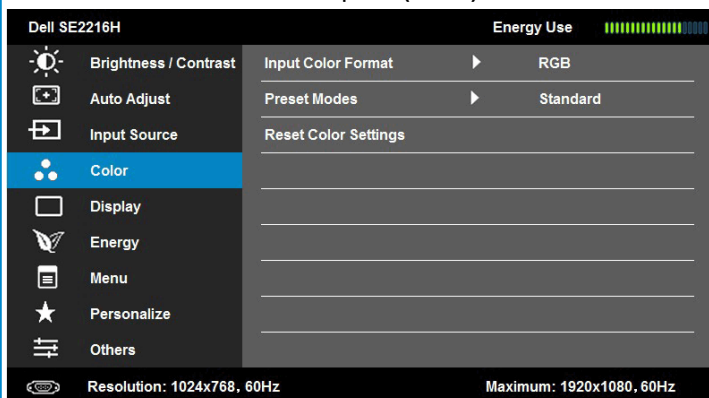 Dell SE2216H Energy Use
Brightness / Contrast Input Color Format RGB
Auto Adjust Preset Modes Standard
Input Source Reset Color Settings
Color
Display
Energy
Menu
Personalize
Others
Resolution: 1024x768, 60Hz Maximum: 1920x1080, 60Hz